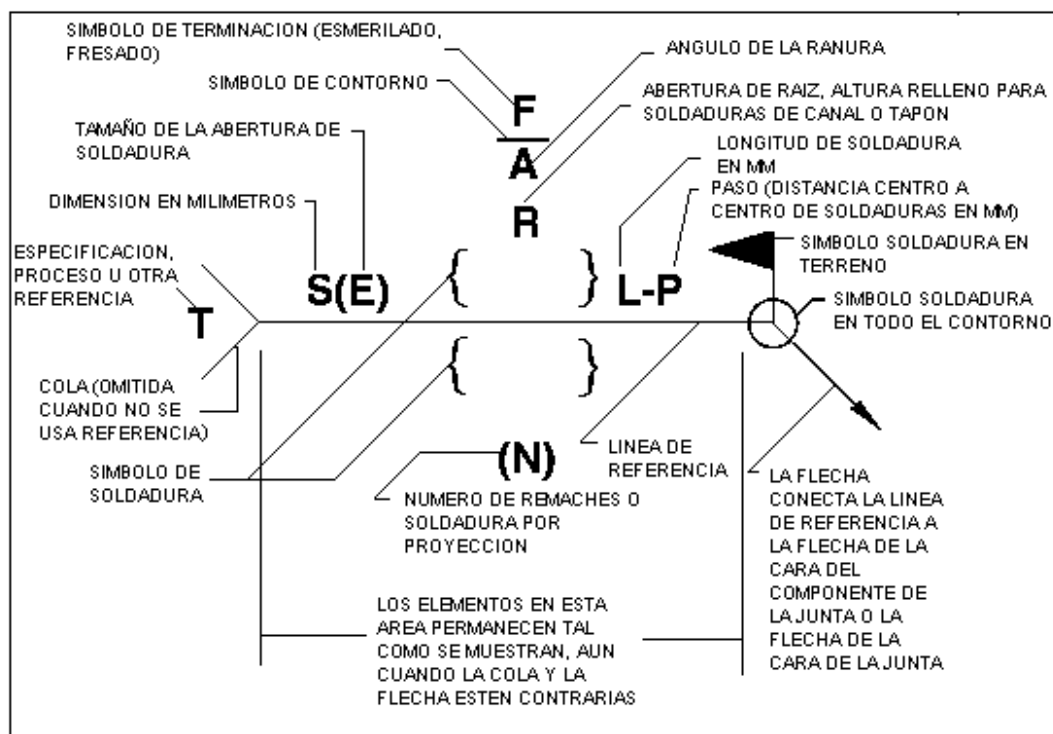 SIMBOLO DE TERMINACION (ESMERILADO,
FRESADO)
ANGULO DE LA RANURA
SIMBOLO DE CONTORNO
F
ABERTURA DE RAIZ, ALTURA RELLENO PARA
SOLDADURAS DE CANAL O TAPON
TAMAÑO DE LA ABERTURA DE
SOLDADURA
A
LONGITUD DE SOLDADURA
EN MM
DIMENSION EN MILIMETROS
R
PASO (DISTANCIA CENTRO A
CENTRO DE SOLDADURAS EN MM)
ESPECIFICACION,
PROCESO U OTRA
REFERENCIA
T
S(E)
{ }
L-P
SIMBOLO SOLDADURA EN
TERRENO
SIMBOLO SOLDADURA
EN TODO EL CONTORNO
{ }
COLA (OMITIDA
CUANDO NO SE
USA REFERENCIA)
SIMBOLO DE
SOLDADURA
(N)
LINEA DE
REFERENCIA
NUMERO DE REMACHES O
SOLDADURA POR
PROYECCION
LA FLECHA
CONECTA LA LINEA
DE REFERENCIA A
LA FLECHA DE LA
CARA DEL
COMPONENTE DE
LA JUNTA O LA
FLECHA DE LA
CARA DE LA JUNTA
LOS ELEMENTOS EN ESTA
AREA PERMANECEN TAL
COMO SE MUESTRAN, AUN
CUANDO LA COLA Y LA
FLECHA ESTEN CONTRARIAS